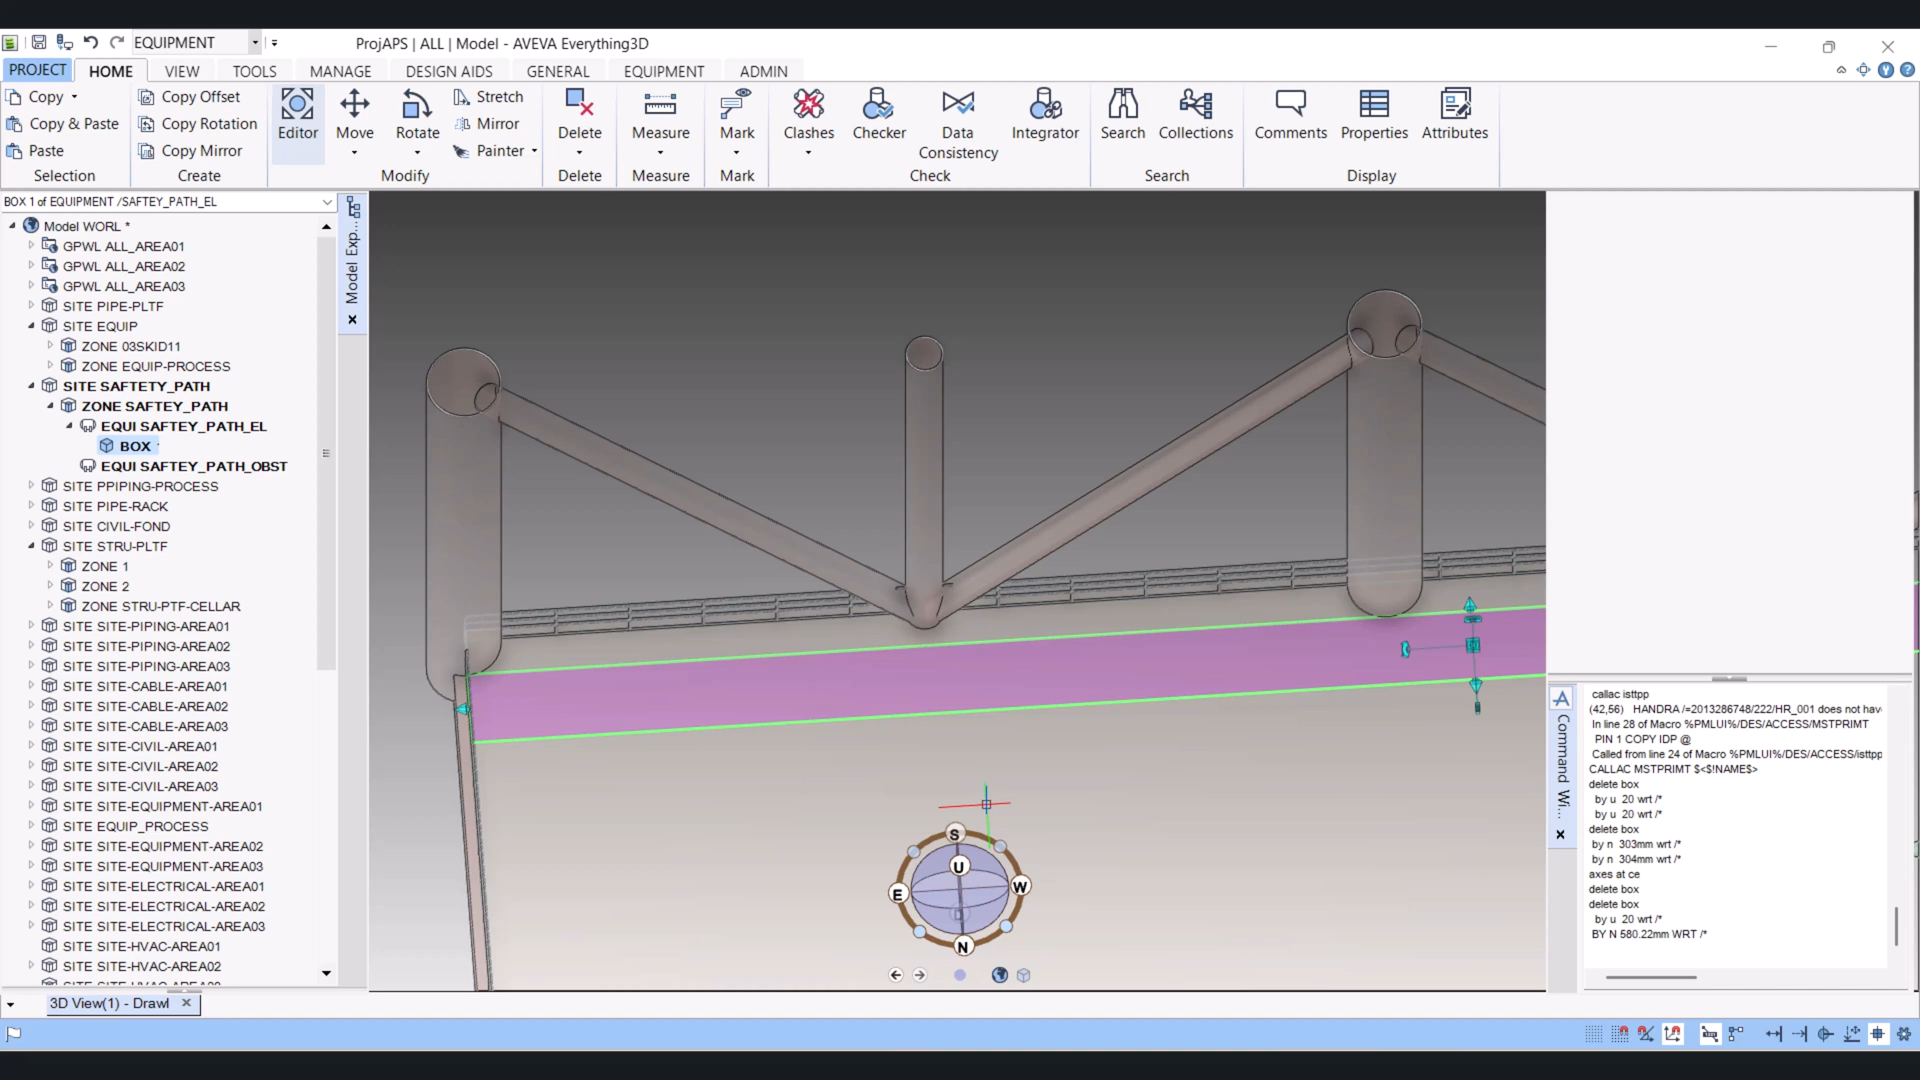 EQUIPMENT
ProjAPS | ALL | Model - AVEVA Everything3D
PROJECT HOME VIEW TOOLS MANAGE DESIGN AIDS GENERAL EQUIPMENT ADMIN
Copy
Copy & Paste
Paste
Selection
Copy Offset
Copy Rotation
Copy Mirror
Create
Editor
Move
Rotate
Stretch
Mirror
Painter
Modify
Delete
Delete
Measure
Measure
Mark
Mark
Clashes
Checker
Data
Consistency
Integrator
Check
Search
Collections
Search
Comments
Properties
Attributes
Display
BOX 1 of EQUIPMENT /SAFTEY_PATH_EL
Model WORL *
GPWL ALL_AREA01
GPWL ALL_AREA02
GPWL ALL_AREA03
SITE PIPE-PLTF
SITE EQUIP
ZONE 03SKID11
ZONE EQUIP-PROCESS
SITE SAFTETY_PATH
ZONE SAFTEY_PATH
EQUI SAFTEY_PATH_EL
BOX
EQUI SAFTEY_PATH_OBST
SITE PPIPING-PROCESS
SITE PIPE-RACK
SITE CIVIL-FOND
SITE STRU-PLTF
ZONE 1
ZONE 2
ZONE STRU-PTF-CELLAR
SITE SITE-PIPING-AREA01
SITE SITE-PIPING-AREA02
SITE SITE-PIPING-AREA03
SITE SITE-CABLE-AREA01
SITE SITE-CABLE-AREA02
SITE SITE-CABLE-AREA03
SITE SITE-CIVIL-AREA01
SITE SITE-CIVIL-AREA02
SITE SITE-CIVIL-AREA03
SITE SITE-EQUIPMENT-AREA01
SITE EQUIP_PROCESS
SITE SITE-EQUIPMENT-AREA02
SITE SITE-EQUIPMENT-AREA03
SITE SITE-ELECTRICAL-AREA01
SITE SITE-ELECTRICAL-AREA02
SITE SITE-ELECTRICAL-AREA03
SITE SITE-HVAC-AREA01
SITE SITE-HVAC-AREA02
Model Exp...
S
U
E
W
D
N
Command Wi...
callac isttpp
(42,56) HANDRA /=2013286748/222/HR_001 does not hav
In line 28 of Macro %PMLUI%/DES/ACCESS/MSTPRIMT
PIN 1 COPY IDP @
Called from line 24 of Macro %PMLUI%/DES/ACCESS/isttpp
CALLAC MSTPRIMT $<$!NAME$>
delete box
by u 20 wrt /*
by u 20 wrt /*
delete box
by n 303mm wrt /*
by n 304mm wrt /*
axes at ce
delete box
delete box
by u 20 wrt /*
BY N 580.22mm WRT /*
3D View(1) - Drawl